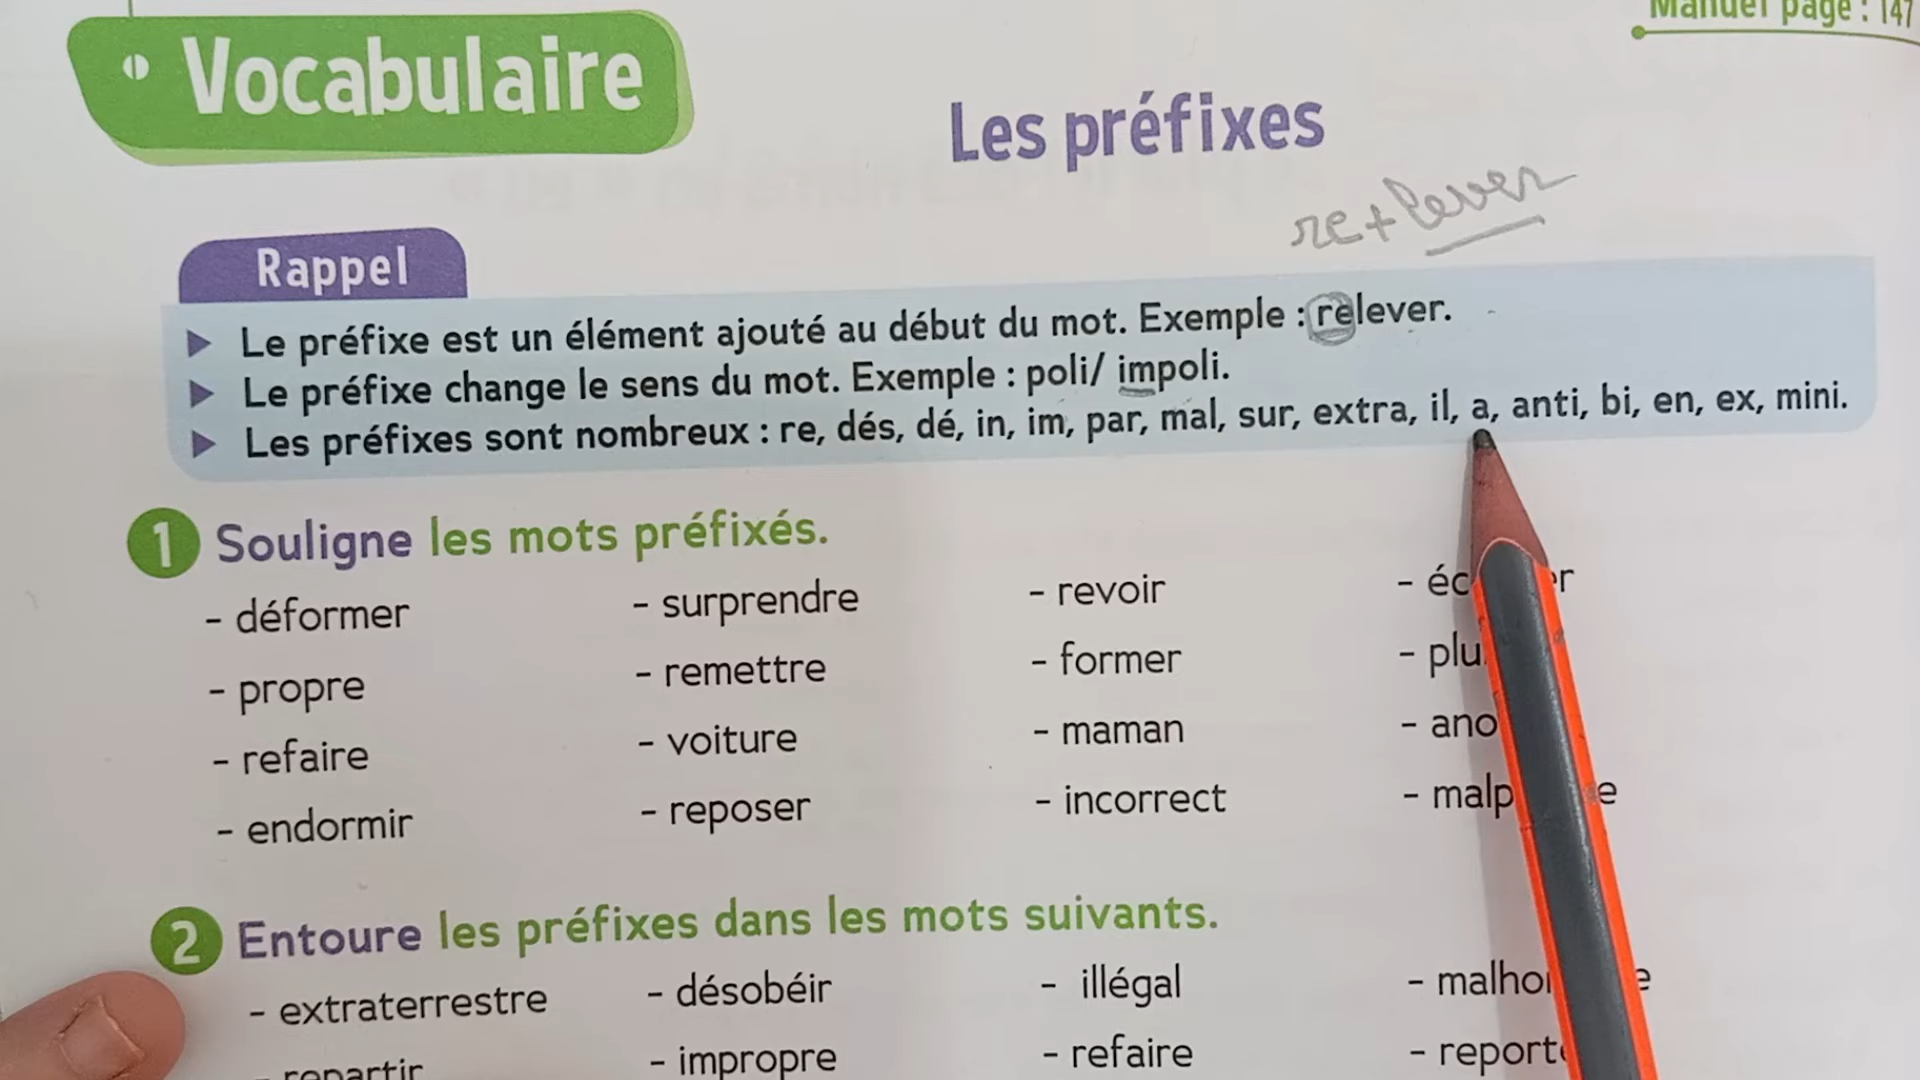 Manuel page : 147
Vocabulaire
Les préfixes
re+lever
Rappel
Le préfixe est un élément ajouté au début du mot. Exemple : relever.
Le préfixe change le sens du mot. Exemple : poli/ impoli.
Les préfixes sont nombreux : re, dés, dé, in, im, par, mal, sur, extra, il, a, anti, bi, en, ex, mini.
1 Souligne les mots préfixés.
- déformer - surprendre - revoir
- propre - remettre - former
- refaire - voiture - maman
- endormir - reposer - incorrect
2 Entoure les préfixes dans les mots suivants.
- extraterrestre - désobéir - illégal
- repartir - impropre - refaire